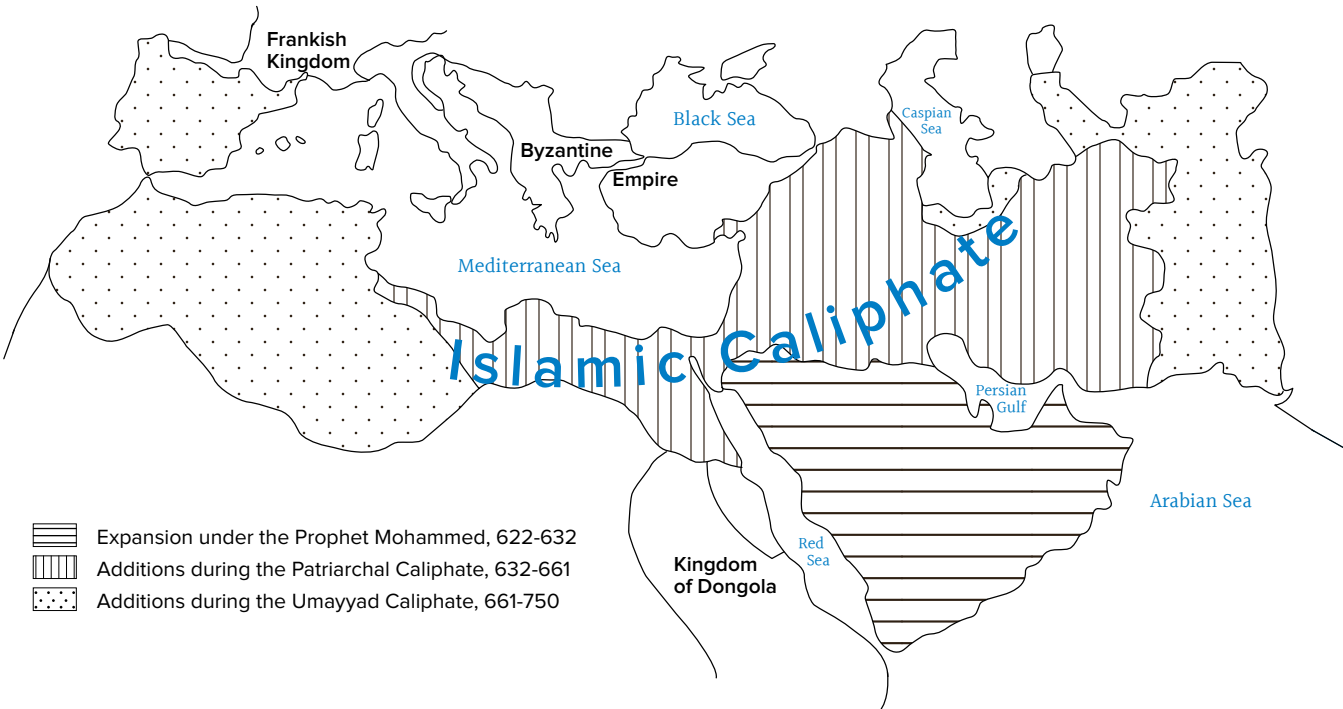 Frankish
Kingdom
Black Sea
Caspian
Sea
Byzantine
Empire
Mediterranean Sea
Islamic Caliphate
Persian
Gulf
Arabian Sea
Red
Sea
Kingdom
of Dongola
Expansion under the Prophet Mohammed, 622-632
Additions during the Patriarchal Caliphate, 632-661
Additions during the Umayyad Caliphate, 661-750